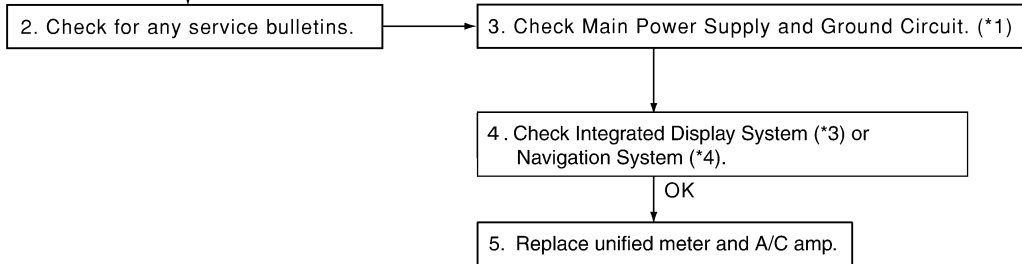 2. Check for any service bulletins.
3. Check Main Power Supply and Ground Circuit. (*1)
4. Check Integrated Display System (*3) or
Navigation System (*4).
OK
5. Replace unified meter and A/C amp.